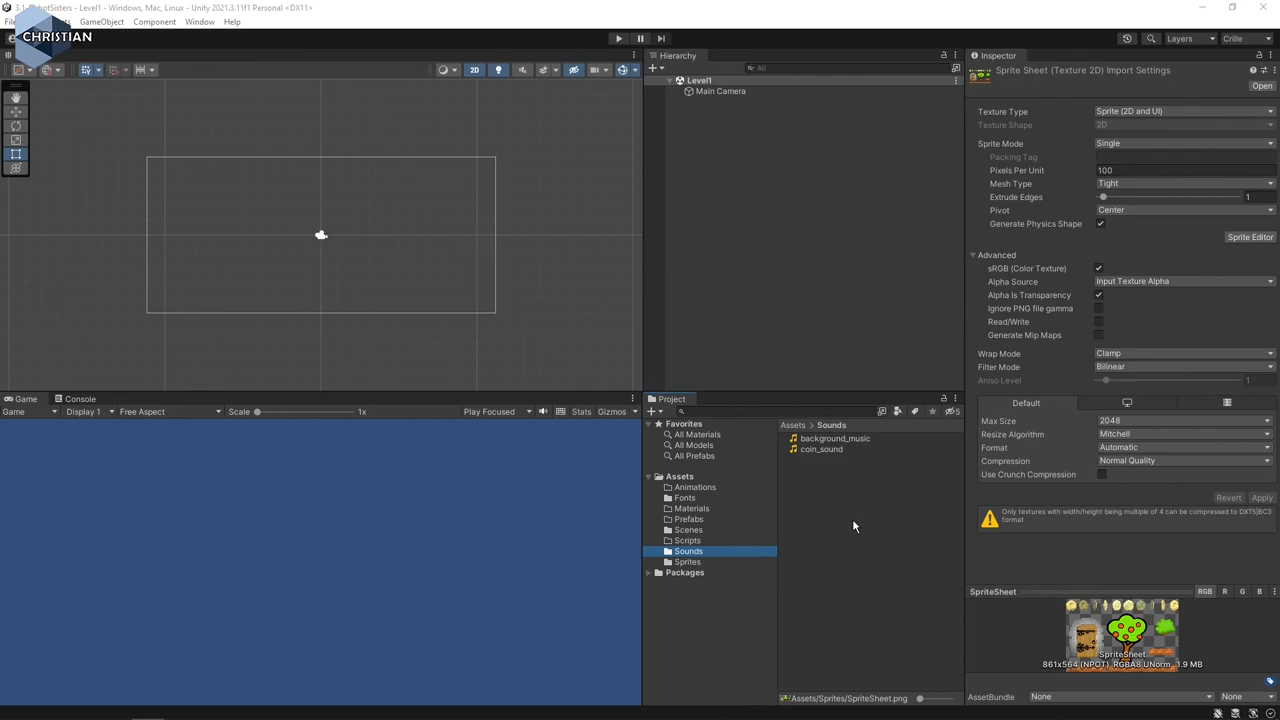 3.1 RobotSisters - Level1 - Windows, Mac, Linux - Unity 2021.3.11f1 Personal <DX11>
GameObject Component Window Help
CHRISTIAN
Layers Crille
2D
Hierarchy
All
Level1
Main Camera
Inspector
Sprite Sheet (Texture 2D) Import Settings
Open
Texture Type Sprite (2D and UI)
Texture Shape 2D
Sprite Mode Single
Packing Tag
Pixels Per Unit 100
Mesh Type Tight
Extrude Edges 1
Pivot Center
Generate Physics Shape
Sprite Editor
Advanced
sRGB (Color Texture)
Alpha Source Input Texture Alpha
Alpha Is Transparency
Ignore PNG file gamma
Read/Write
Generate Mip Maps
Wrap Mode Clamp
Filter Mode Bilinear
Aniso Level 1
Default
Max Size 2048
Resize Algorithm Mitchell
Format Automatic
Compression Normal Quality
Use Crunch Compression
Revert Apply
Only textures with width/height being multiple of 4 can be compressed to DXT5|BC3
format
SpriteSheet RGB R G B
SpriteSheet
861x564 (NPOT) RGBA8 UNorm 1.9 MB
AssetBundle None None
Game Console
Game Display 1 Free Aspect Scale 1x Play Focused Stats Gizmos
Project
5
Favorites
All Materials
All Models
All Prefabs
Assets
Animations
Fonts
Materials
Prefabs
Scenes
Scripts
Sounds
Sprites
Packages
Assets > Sounds
background_music
coin_sound
Assets/Sprites/SpriteSheet.png